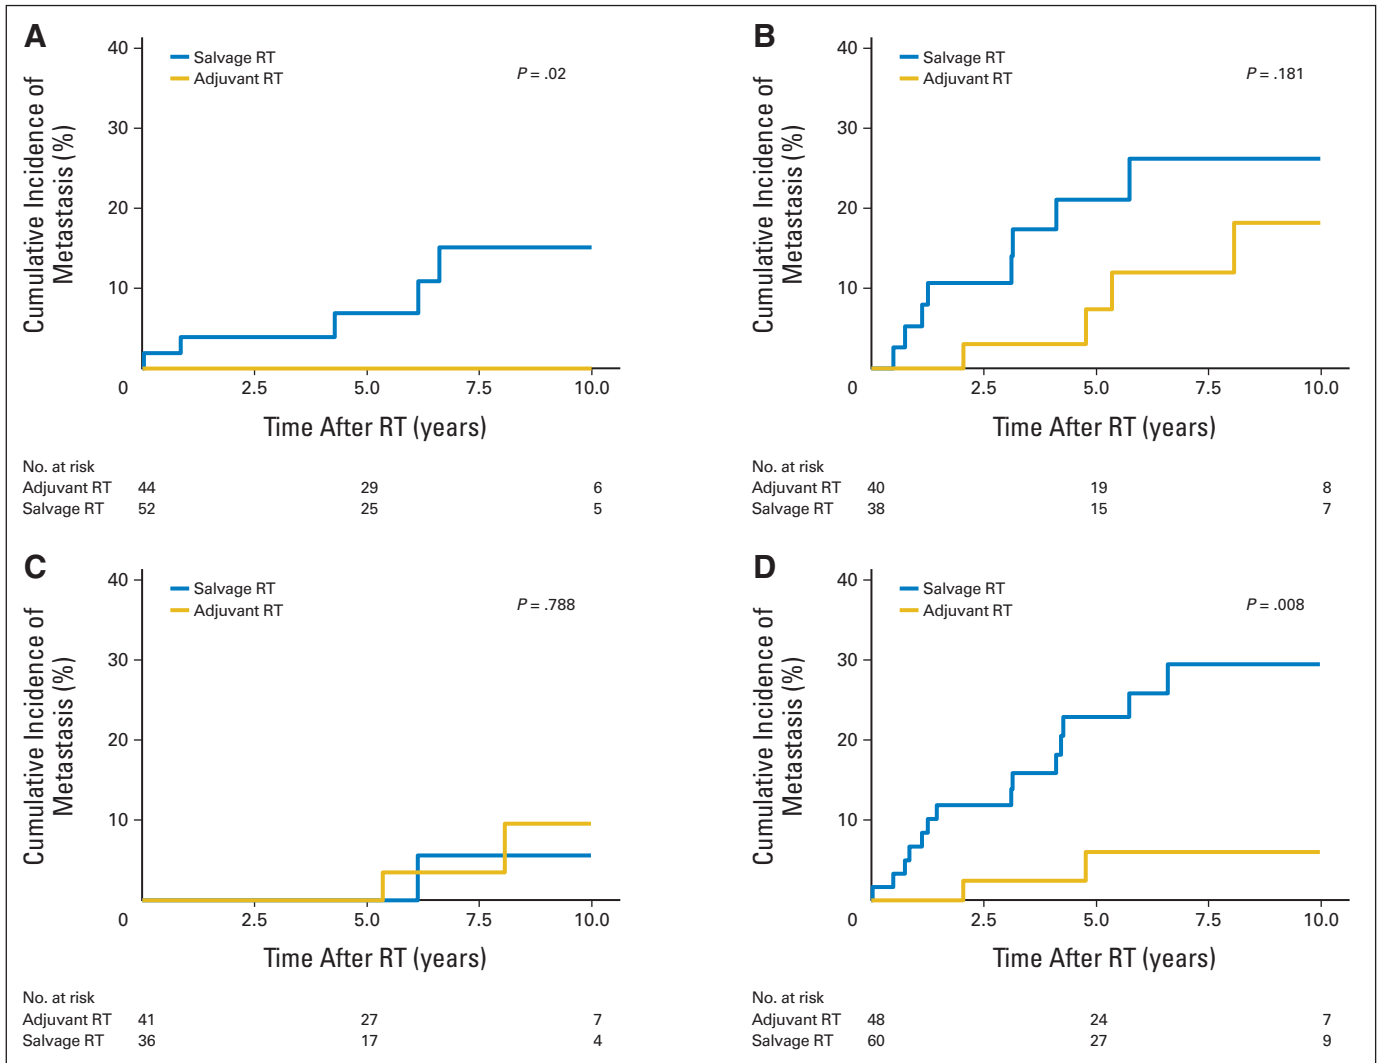 A
Cumulative Incidence of
Metastasis (%)
40
30
20
10
0
2.5 5.0 7.5 10.0
Salvage RT
Adjuvant RT
P = .02
Time After RT (years)
No. at risk
Adjuvant RT 44 29 6
Salvage RT 52 25 5
B
Cumulative Incidence of
Metastasis (%)
40
30
20
10
0
2.5 5.0 7.5 10.0
Salvage RT
Adjuvant RT
P = .181
Time After RT (years)
No. at risk
Adjuvant RT 40 19 8
Salvage RT 38 15 7
C
Cumulative Incidence of
Metastasis (%)
40
30
20
10
0
2.5 5.0 7.5 10.0
Salvage RT
Adjuvant RT
P = .788
Time After RT (years)
No. at risk
Adjuvant RT 41 27 7
Salvage RT 36 17 4
D
Cumulative Incidence of
Metastasis (%)
40
30
20
10
0
2.5 5.0 7.5 10.0
Salvage RT
Adjuvant RT
P = .008
Time After RT (years)
No. at risk
Adjuvant RT 48 24 7
Salvage RT 60 27 9